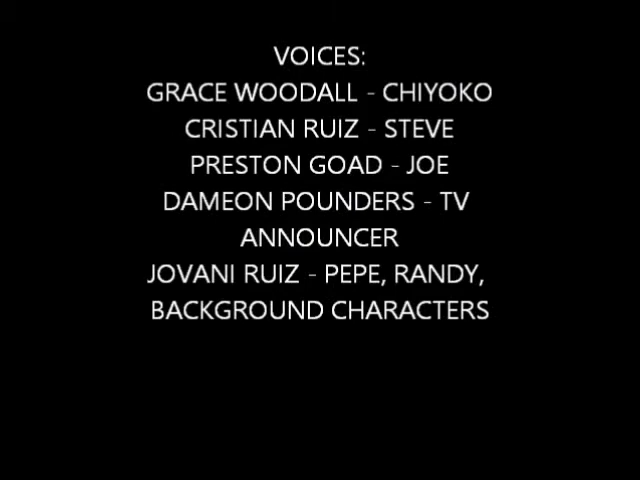 VOICES:
GRACE WOODALL - CHIYOKO
CRISTIAN RUIZ - STEVE
PRESTON GOAD - JOE
DAMEON POUNDERS - TV
ANNOUNCER
JOVANI RUIZ - PEPE, RANDY,
BACKGROUND CHARACTERS